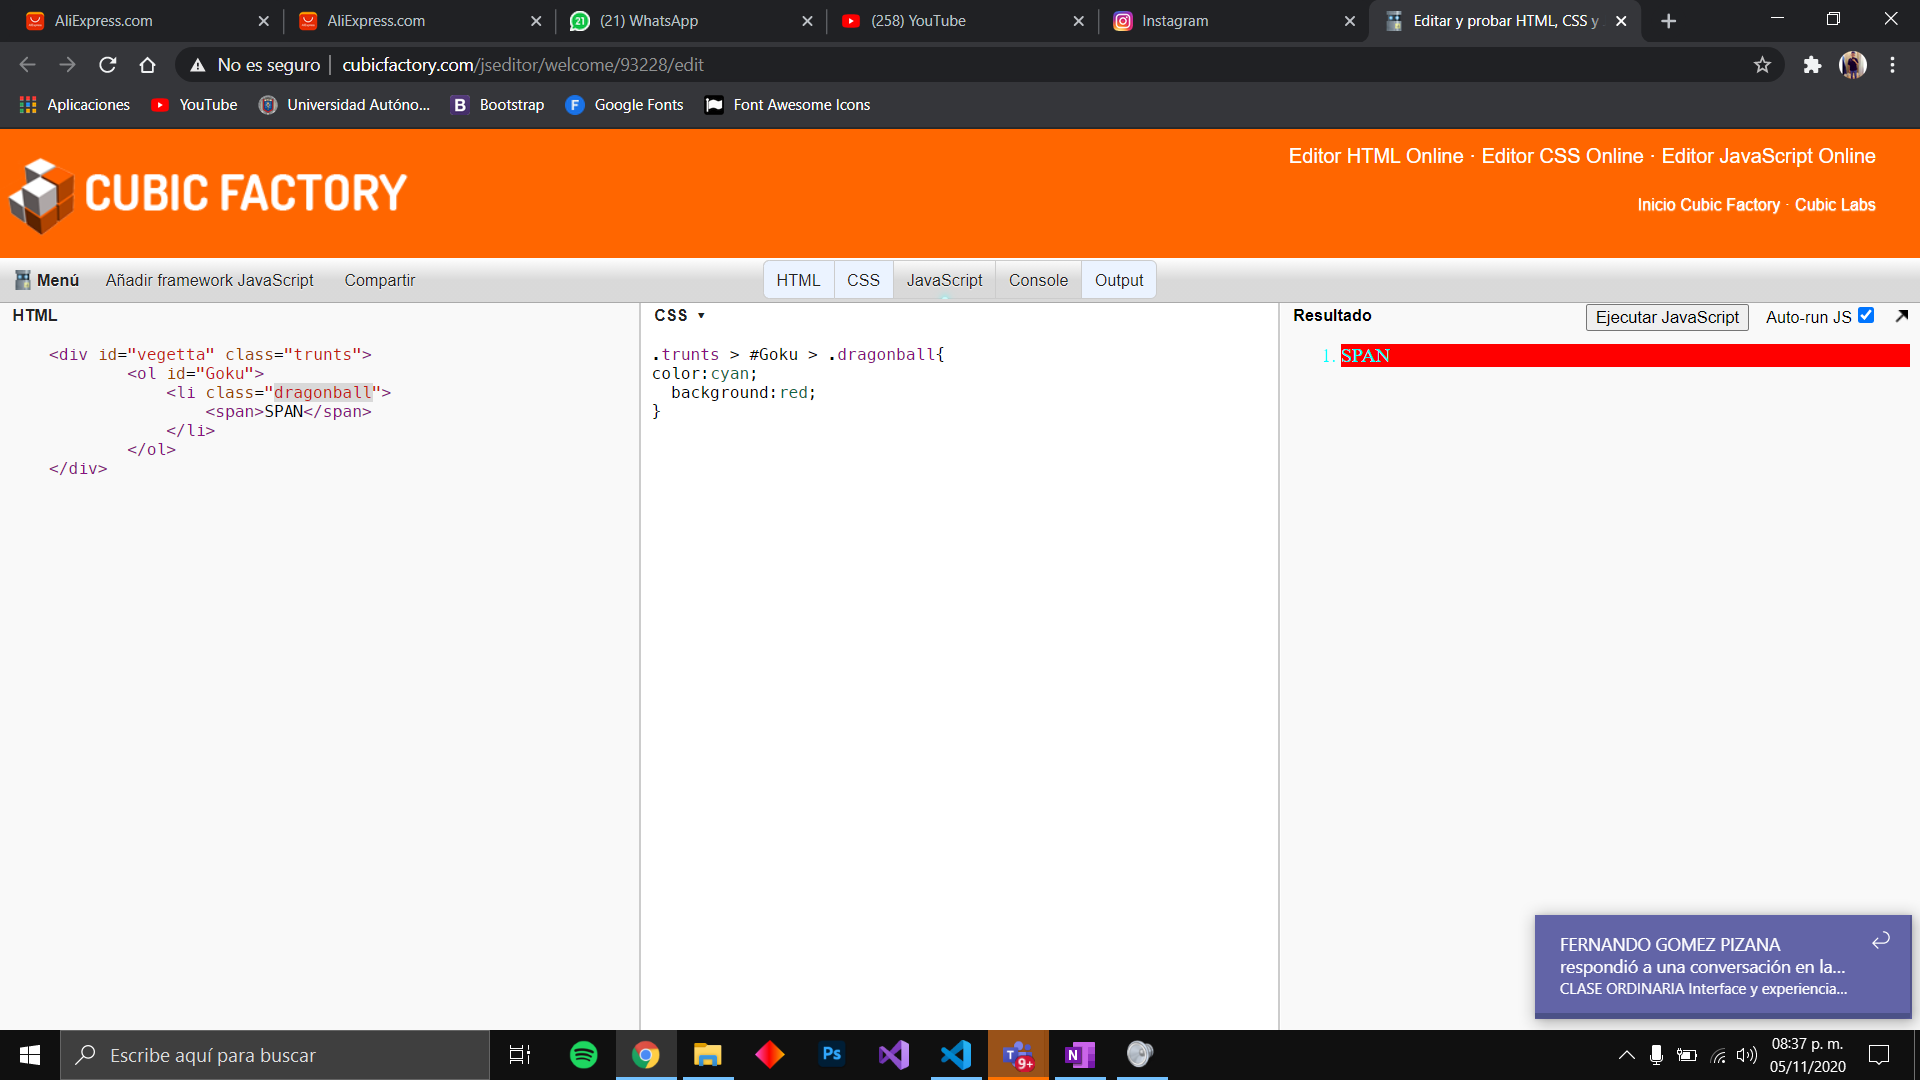 AliExpress.com
AliExpress.com
(21) WhatsApp
(258) YouTube
Instagram
Editar y probar HTML, CSS y
No es seguro | cubicfactory.com/jseditor/welcome/93228/edit
Aplicaciones
YouTube
Universidad Autóno...
Bootstrap
Google Fonts
Font Awesome Icons
CUBIC FACTORY
Editor HTML Online · Editor CSS Online · Editor JavaScript Online
Inicio Cubic Factory · Cubic Labs
Menú
Añadir framework JavaScript
Compartir
HTML
CSS
JavaScript
Console
Output
HTML
<div id="vegetta" class="trunts">
<ol id="Goku">
<li class="dragonball">
<span>SPAN</span>
</li>
</ol>
</div>
CSS ▾
.trunts > #Goku > .dragonball{
color:cyan;
background:red;
}
Resultado
Ejecutar JavaScript
Auto-run JS
1. SPAN
FERNANDO GOMEZ PIZANA
respondió a una conversación en la...
CLASE ORDINARIA Interface y experiencia...
Escribe aquí para buscar
Ps
9+
N
08:37 p. m.
05/11/2020